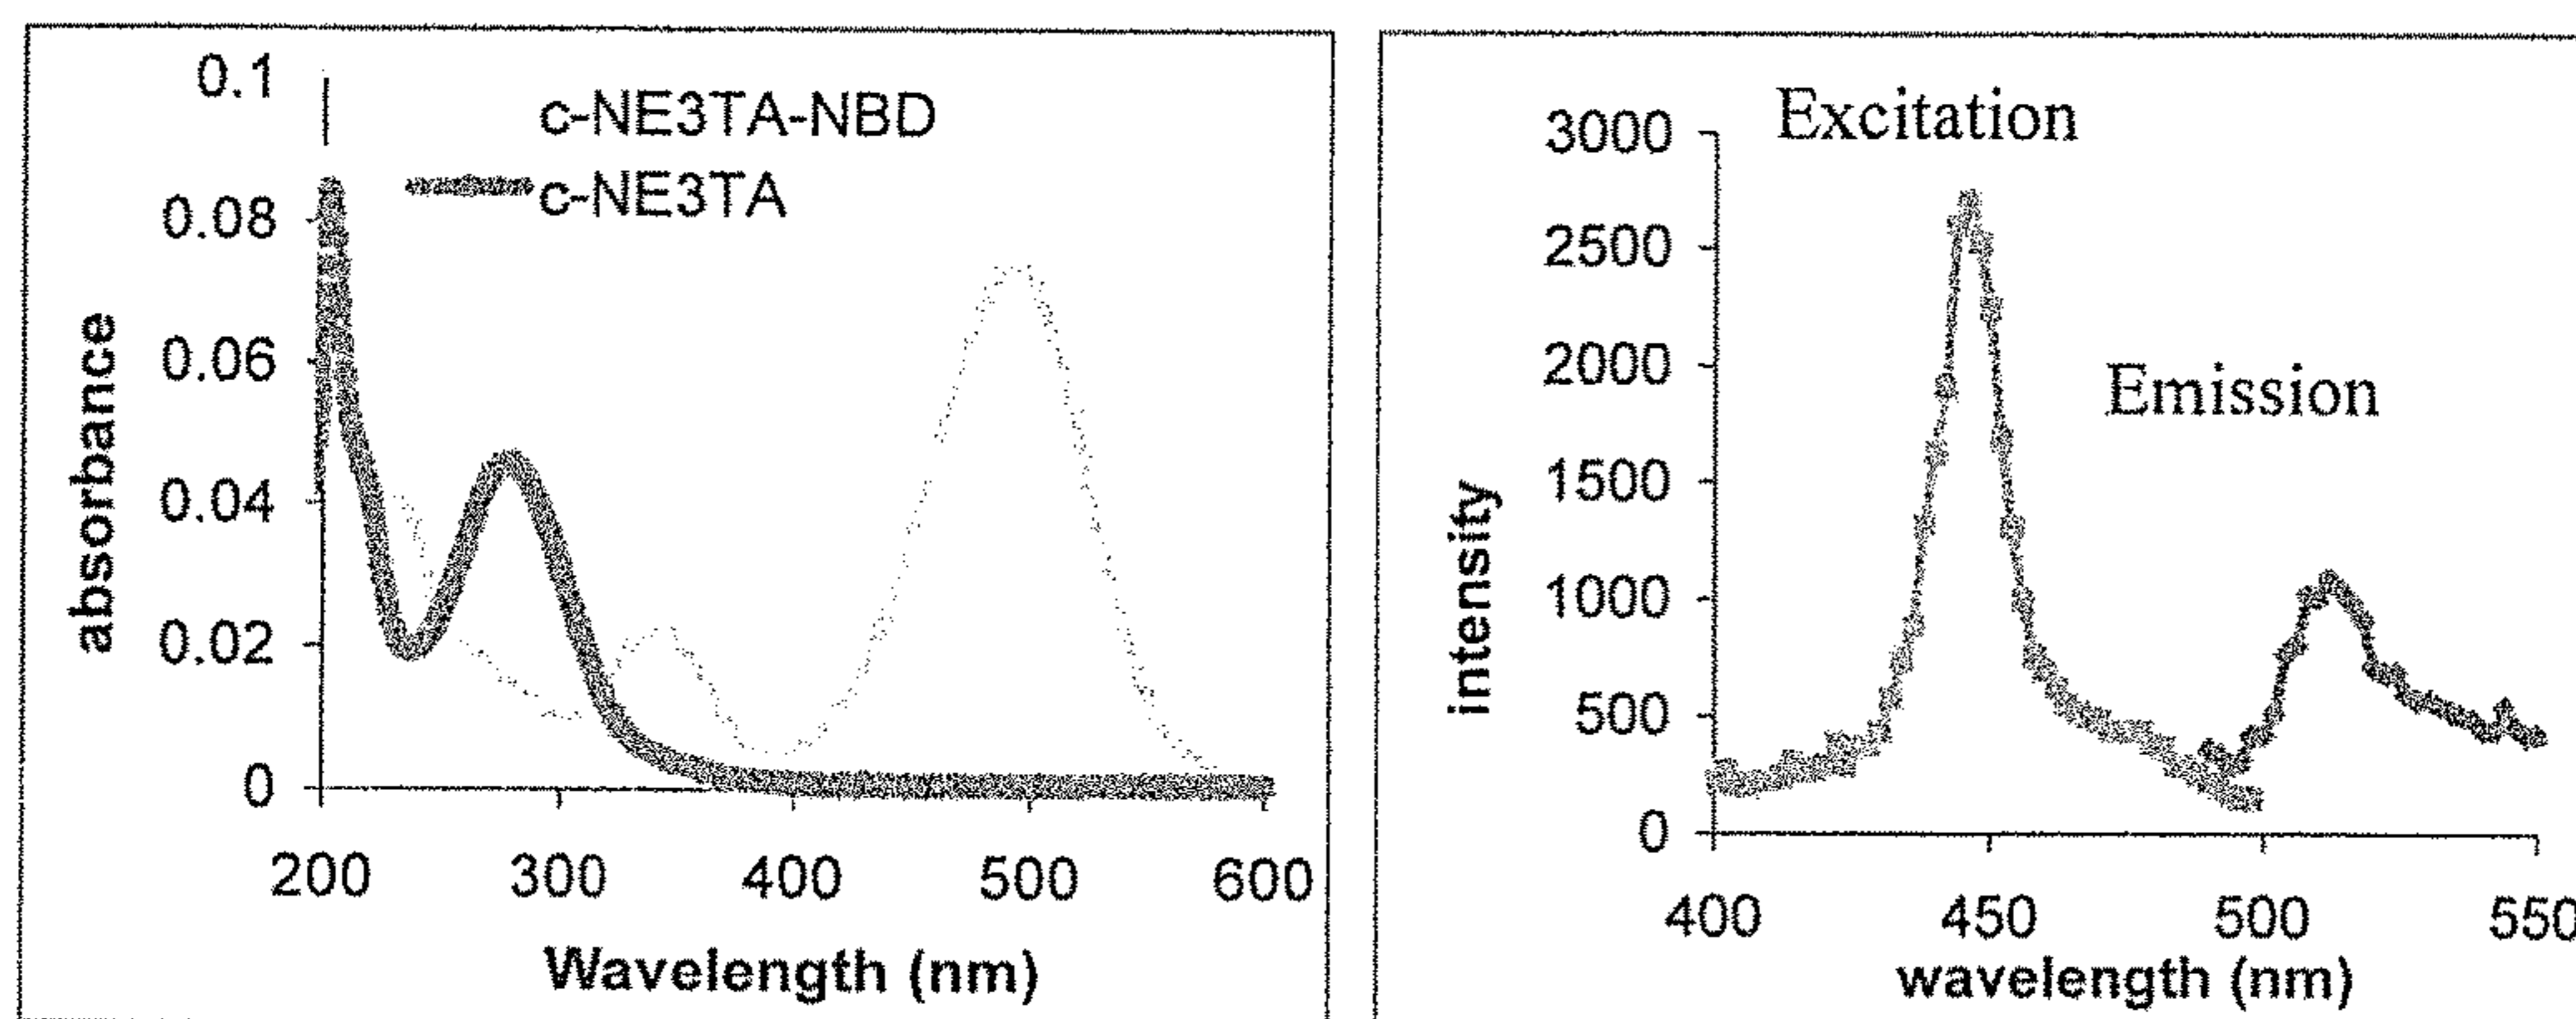 0.1
c-NE3TA-NBD
c-NE3TA
0.08
0.06
0.04
0.02
0
absorbance
200 300 400 500 600
Wavelength (nm)
Excitation
3000
2500
Emission
2000
1500
1000
500
0
intensity
400 450 500 550
wavelength (nm)